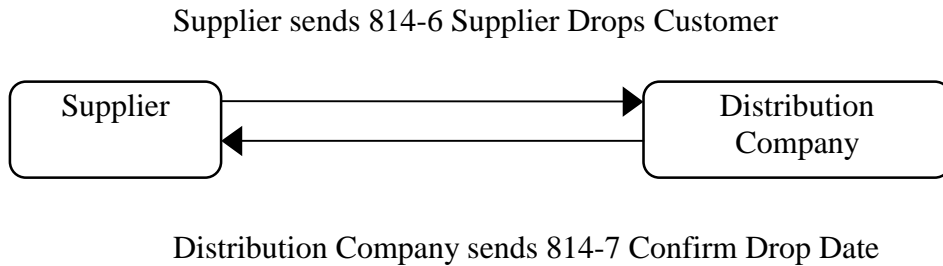 Supplier sends 814-6 Supplier Drops Customer
Supplier
Distribution
Company
Distribution Company sends 814-7 Confirm Drop Date